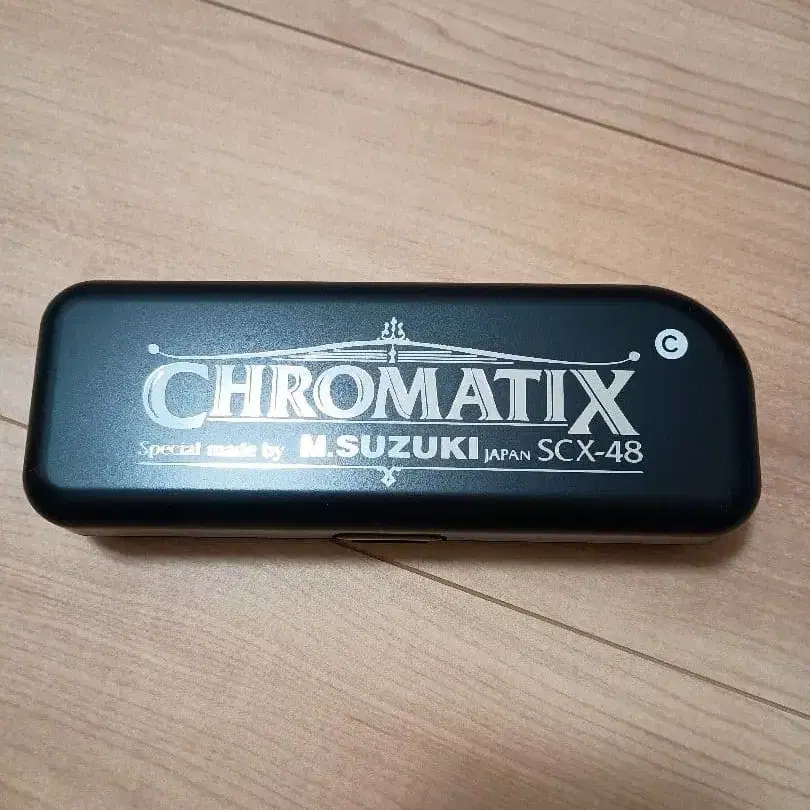 C
CHROMATIX
Special made by M.SUZUKI JAPAN SCX-48